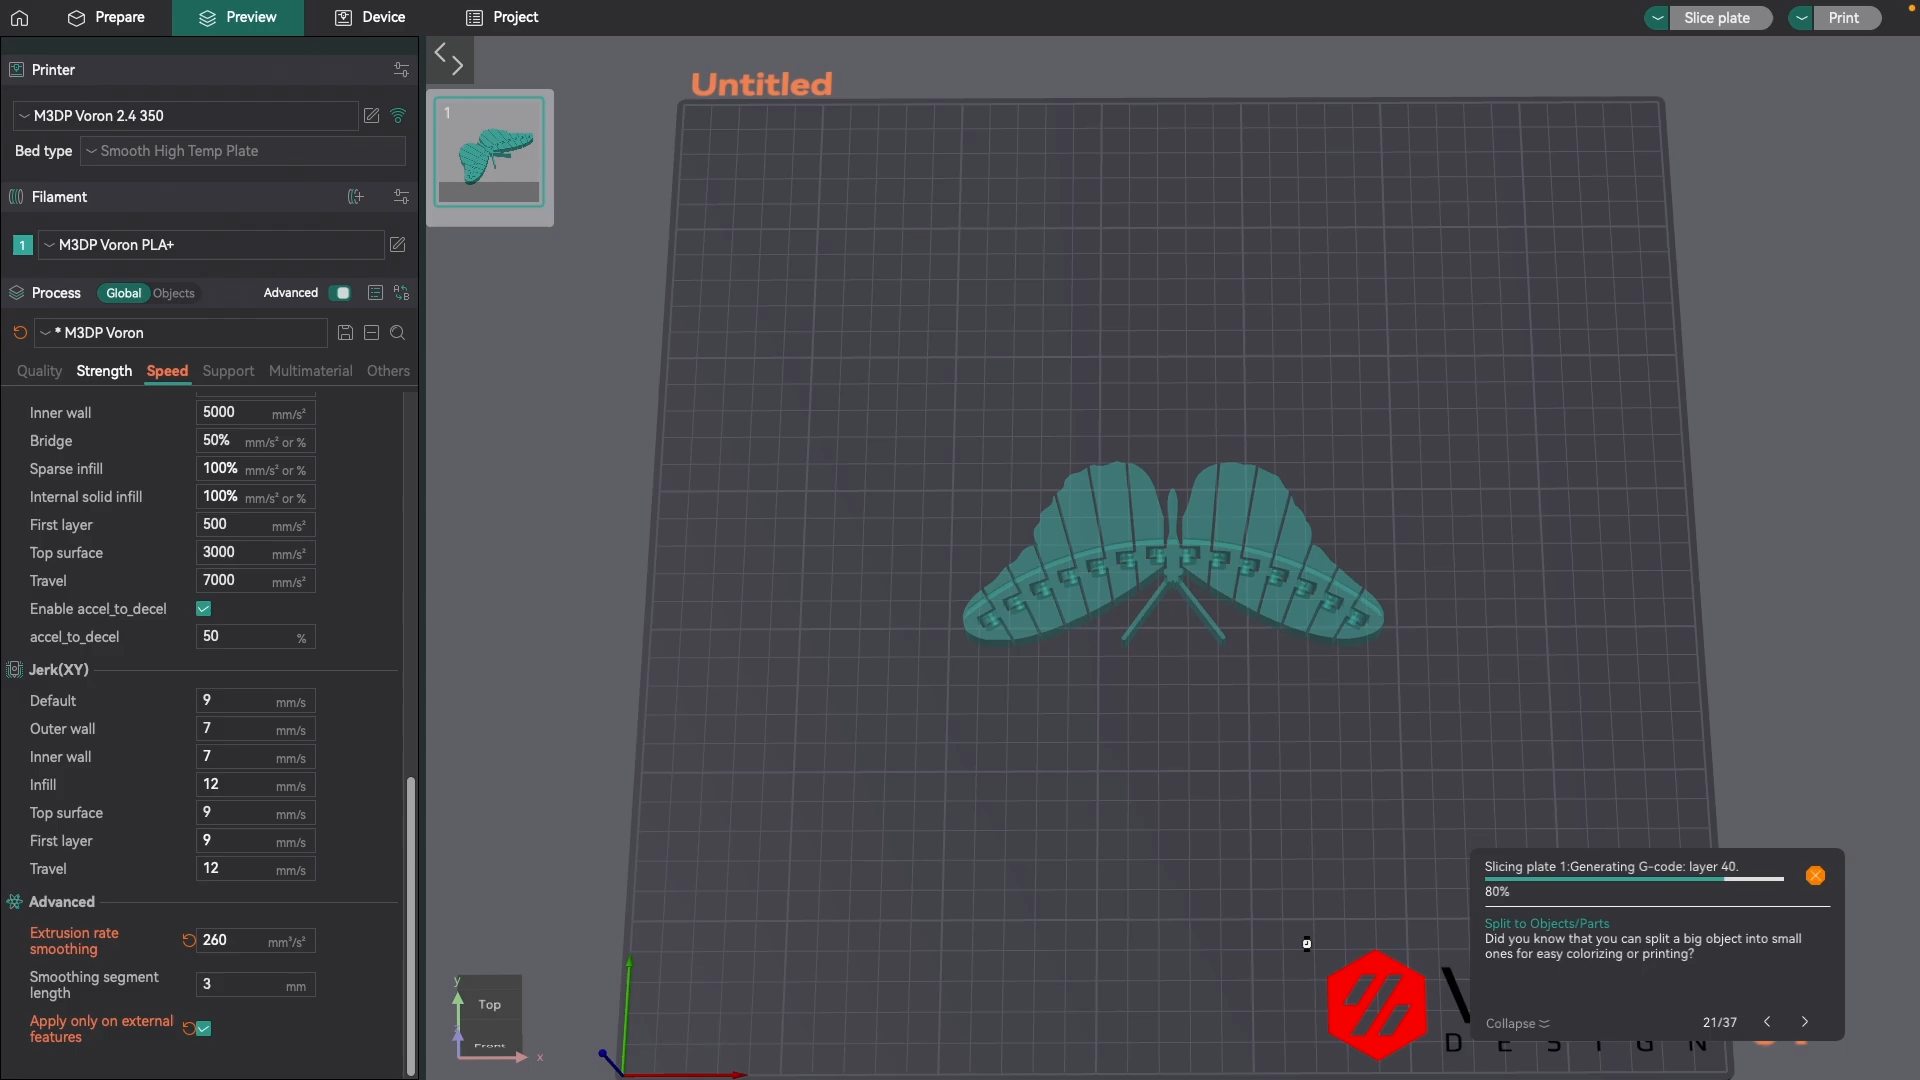 Prepare
Preview
Device
Project
Slice plate
Print
Printer
M3DP Voron 2.4 350
Bed type
Smooth High Temp Plate
Filament
1
M3DP Voron PLA+
Process
Global
Objects
Advanced
* M3DP Voron
Quality
Strength
Speed
Support
Multimaterial
Others
Inner wall 5000 mm/s²
Bridge 50% mm/s² or %
Sparse infill 100% mm/s² or %
Internal solid infill 100% mm/s² or %
First layer 500 mm/s²
Top surface 3000 mm/s²
Travel 7000 mm/s²
Enable accel_to_decel
accel_to_decel 50 %
Jerk(XY)
Default 9 mm/s
Outer wall 7 mm/s
Inner wall 7 mm/s
Infill 12 mm/s
Top surface 9 mm/s
First layer 9 mm/s
Travel 12 mm/s
Advanced
Extrusion rate
smoothing
260 mm³/s²
Smoothing segment
length
3 mm
Apply only on external
features
1
Untitled
y
Top
Front
x
Slicing plate 1:Generating G-code: layer 40.
80%
Split to Objects/Parts
Did you know that you can split a big object into small
ones for easy colorizing or printing?
Collapse
21/37
V
DESIGN